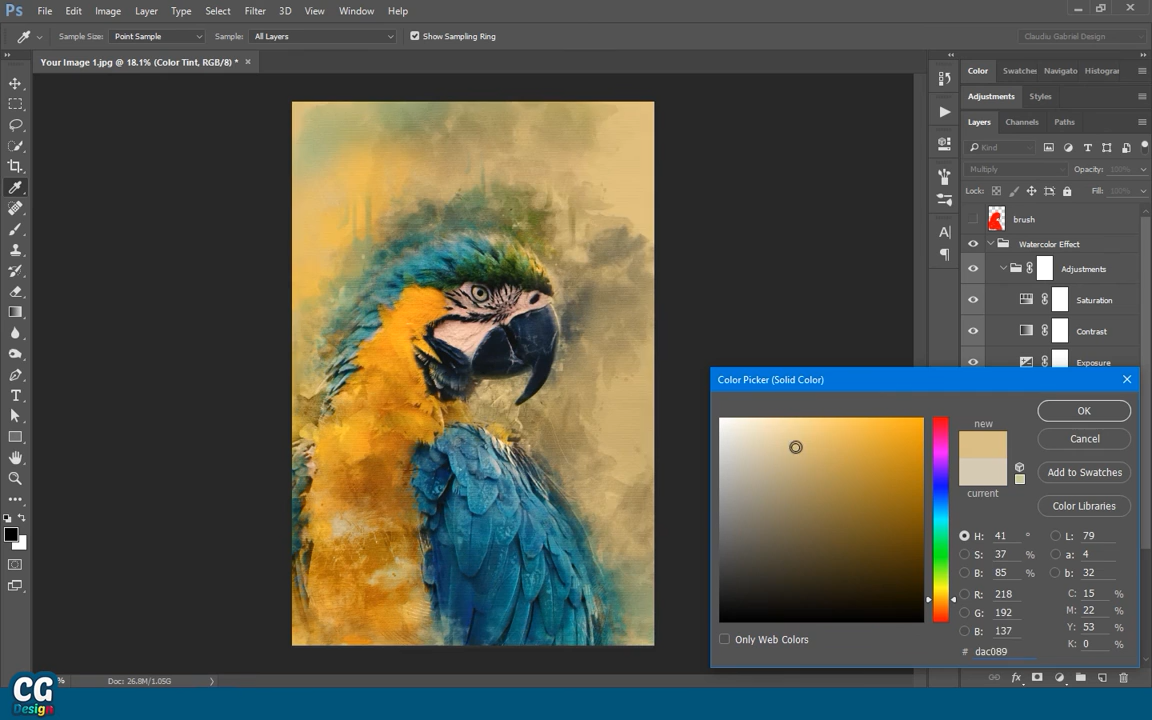 Ps File Edit Image Layer Type Select Filter 3D View Window Help
Sample Size: Point Sample Sample: All Layers Show Sampling Ring Claudiu Gabriel Design
Your Image 1.jpg @ 18.1% (Color Tint, RGB/8) * ×
Color Swatches Navigato Histogran
Adjustments Styles
Layers Channels Paths
Kind
Multiply Opacity: 100%
Lock: Fill: 100%
brush
Watercolor Effect
Adjustments
Saturation
Contrast
Exposure
Color Picker (Solid Color)
new
current
OK
Cancel
Add to Swatches
Color Libraries
H: 41 ° L: 79
S: 37 % a: 4
B: 85 % b: 32
R: 218 C: 15 %
G: 192 M: 22 %
B: 137 Y: 53 %
K: 0 %
# dac089
Only Web Colors
% Doc: 26.8M/1.05G
CG
Design